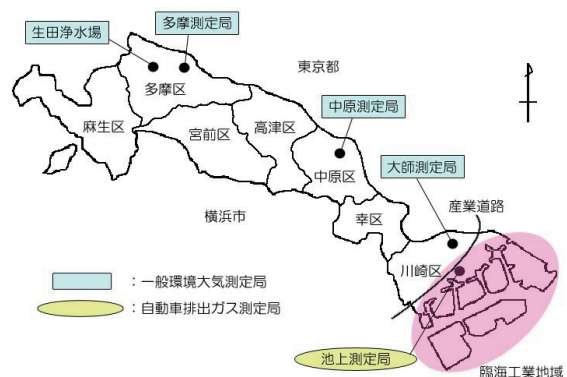 生田浄水場
多摩測定局
東京都
多摩区
中原測定局
麻生区
宮前区
高津区
中原区
大師測定局
横浜市
幸区
産業道路
川崎区
：一般環境大気測定局
：自動車排出ガス測定局
池上測定局
臨海工業地域